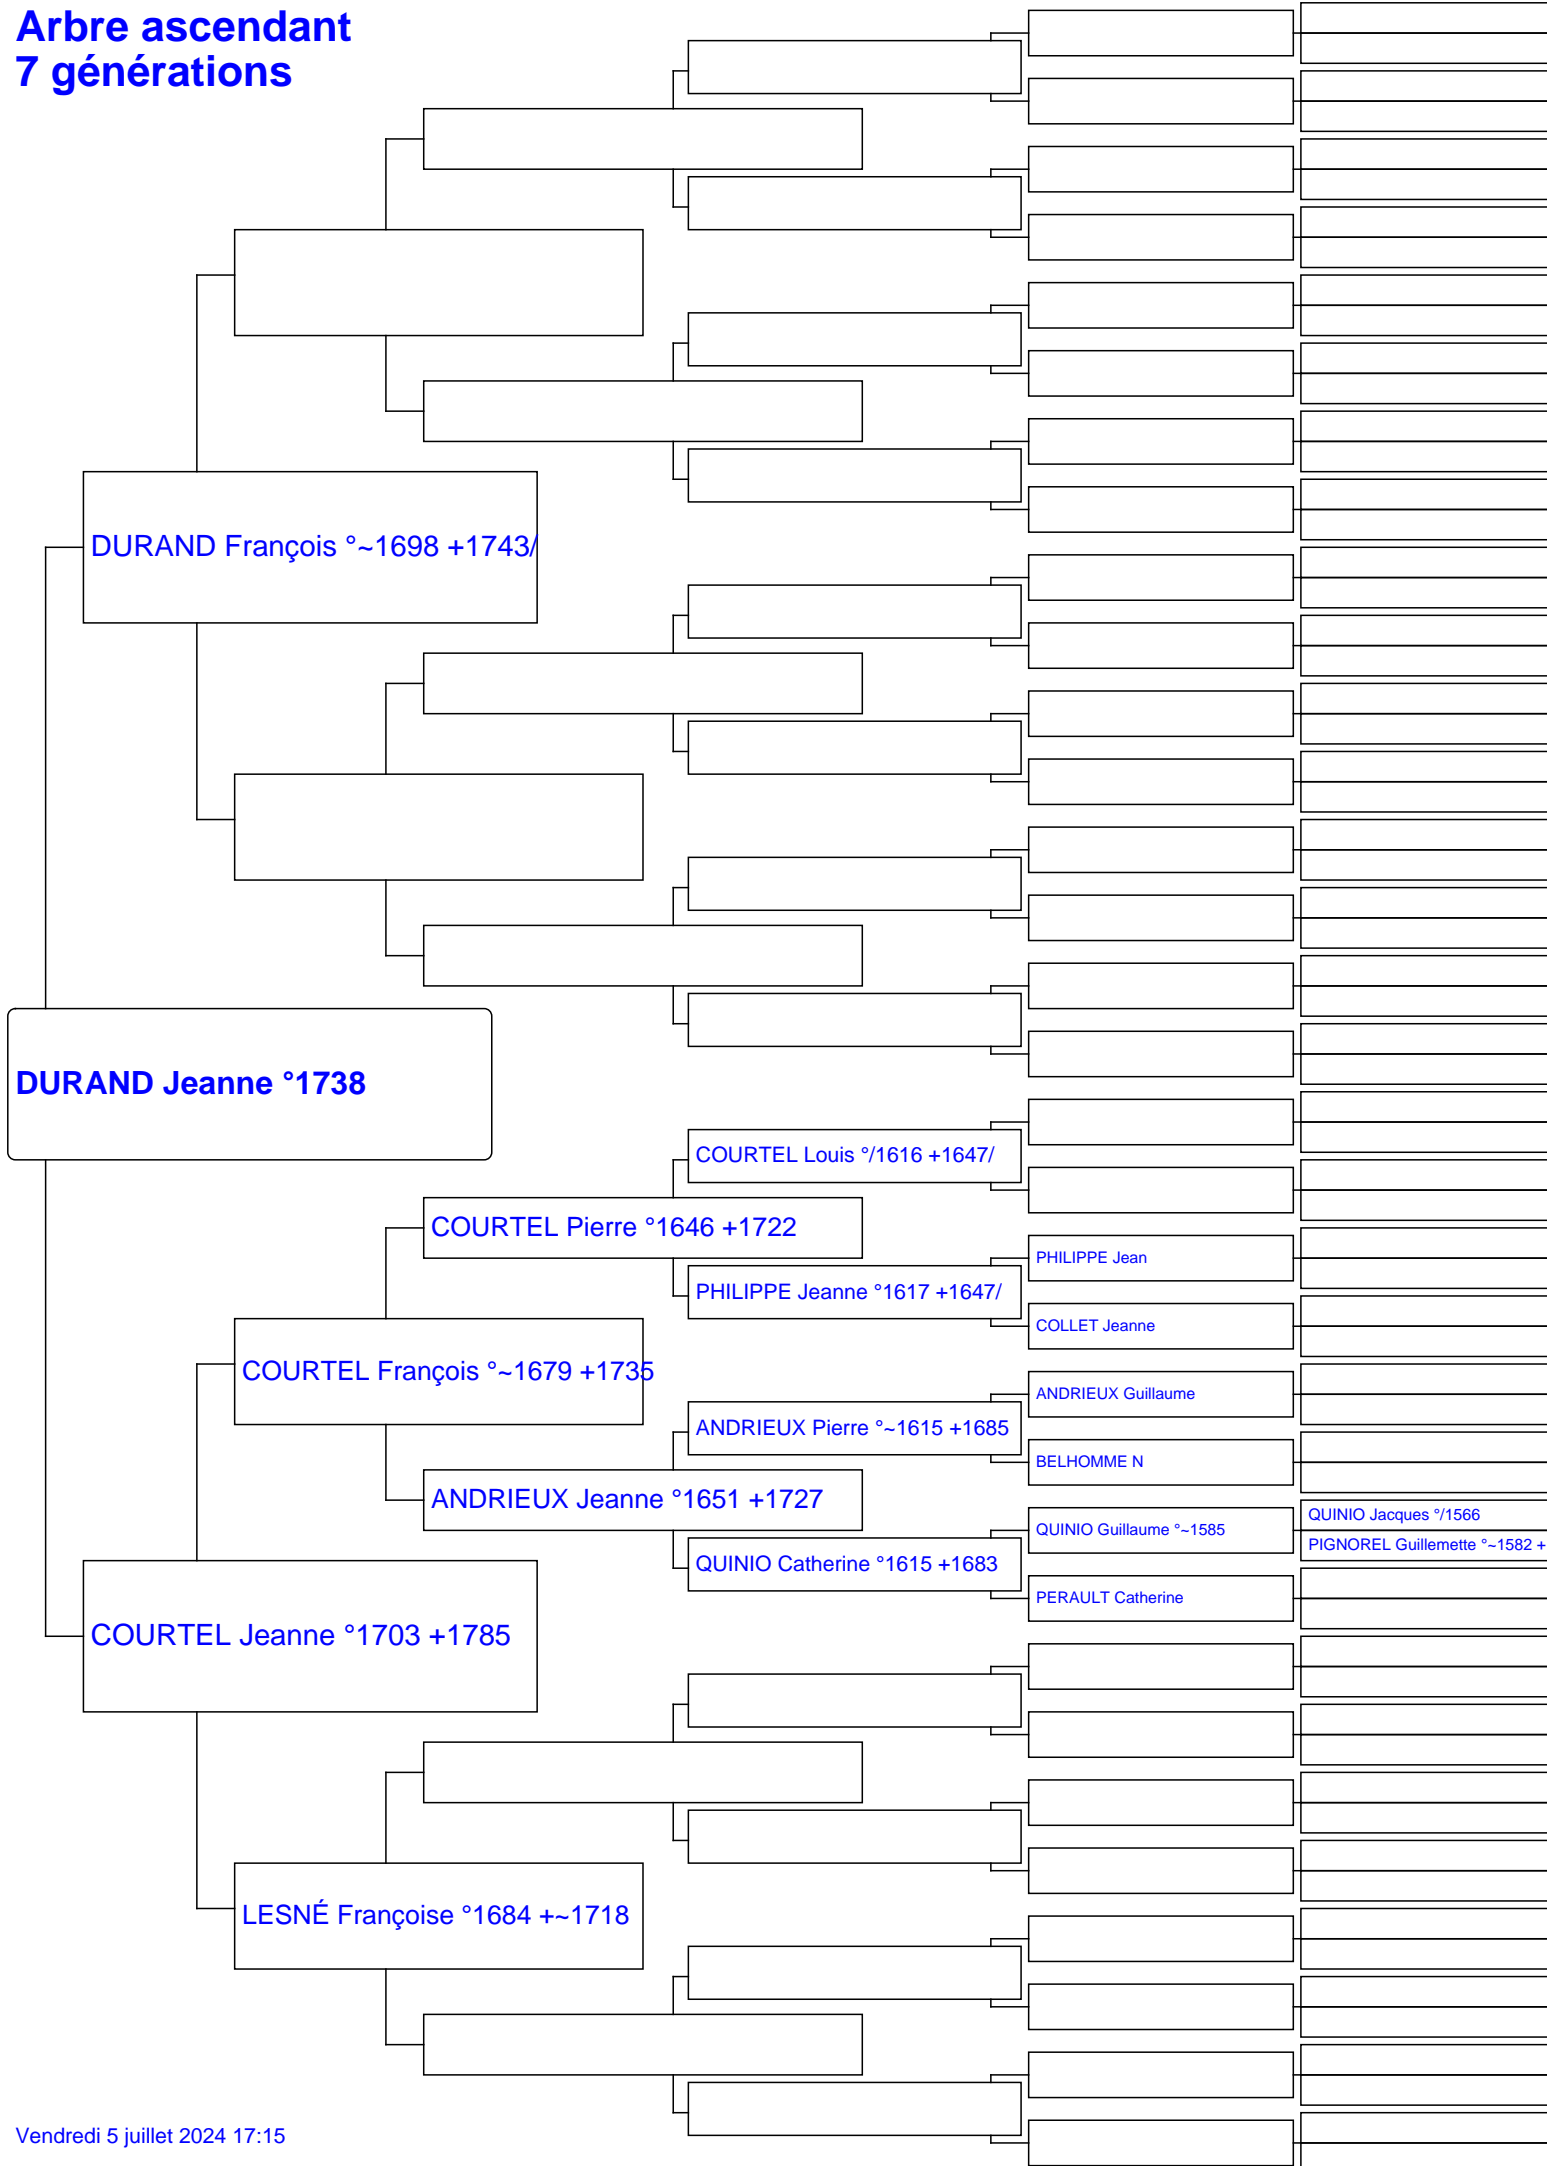 Arbre ascendant
7 générations
DURAND François °~1698 +1743/
DURAND Jeanne °1738
COURTEL Louis °/1616 +1647/
COURTEL Pierre °1646 +1722
PHILIPPE Jean
PHILIPPE Jeanne °1617 +1647/
COLLET Jeanne
COURTEL François °~1679 +1735
ANDRIEUX Guillaume
ANDRIEUX Pierre °~1615 +1685
BELHOMME N
ANDRIEUX Jeanne °1651 +1727
QUINIO Jacques °/1566
QUINIO Guillaume °~1585
PIGNOREL Guillemette °~1582 +
QUINIO Catherine °1615 +1683
PERAULT Catherine
COURTEL Jeanne °1703 +1785
LESNÉ Françoise °1684 +~1718
Vendredi 5 juillet 2024 17:15